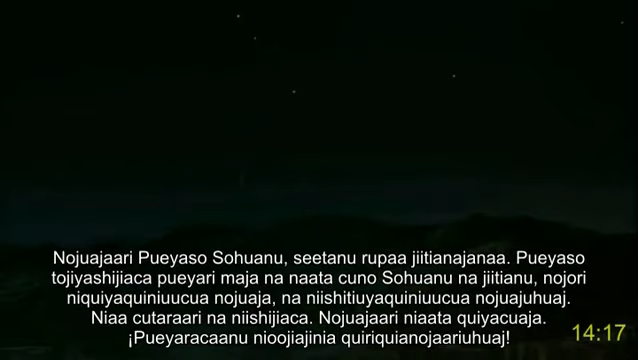 Nojuajaari Pueyaso Sohuanu, seetanu rupaa jiitianajanaa. Pueyaso
tojiyashijiaca pueyari maja na naata cuno Sohuanu na jiitianu, nojori
niquiyaquiniuucua nojuaja, na niishitiuyaquiniuucua nojuajuhuaj.
Niaa cutaraari na niishijiaca. Nojuajaari niaata quiyacuaja.
¡Pueyaracaanu nioojiajinia quiriquianojaariuhuaj!
14:17